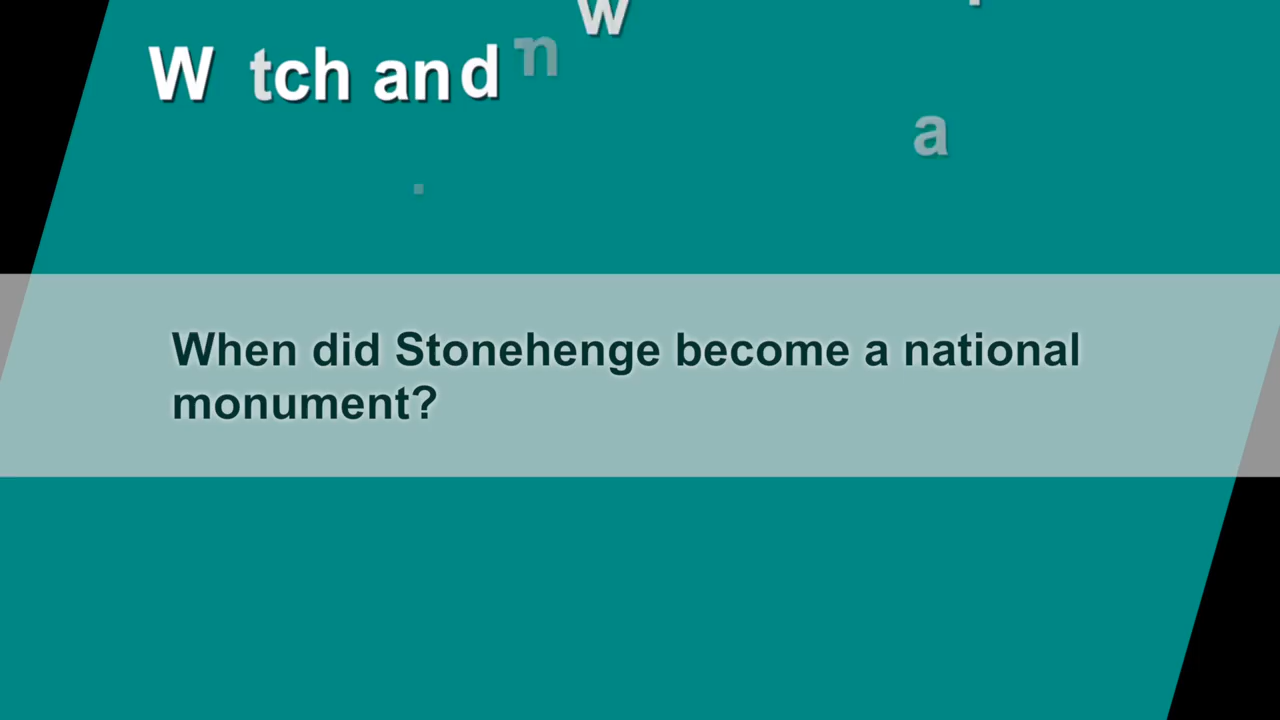 W tch and n w
a
.
When did Stonehenge become a national
monument?